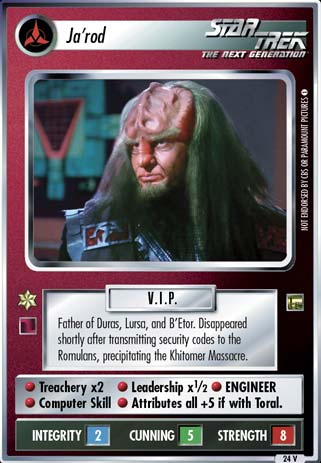 Ja'rod
STAR TREK
THE NEXT GENERATION
NOT ENDORSED BY CBS OR PARAMOUNT PICTURES
V.I.P.
Father of Duras, Lursa, and B'Etor. Disappeared
shortly after transmitting security codes to the
Romulans, precipitating the Khitomer Massacre.
Treachery x2 Leadership x½ ENGINEER
Computer Skill Attributes all +5 if with Toral.
INTEGRITY 2 CUNNING 5 STRENGTH 8
24 V